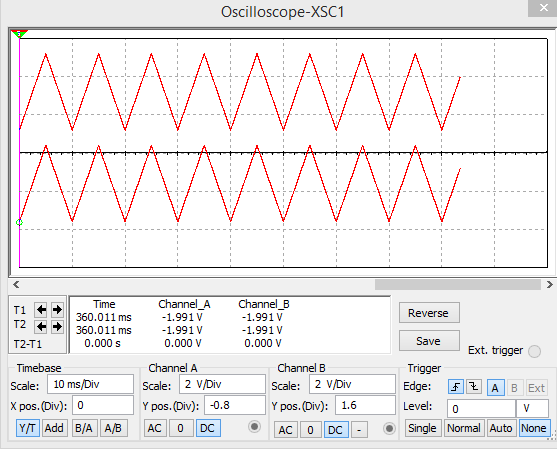 Oscilloscope-XSC1
T1
T2
T2-T1
Time Channel_A Channel_B
360.011 ms -1.991 V -1.991 V
360.011 ms -1.991 V -1.991 V
0.000 s 0.000 V 0.000 V
Reverse
Save
Ext. trigger
Timebase
Scale: 10 ms/Div
X pos.(Div): 0
Y/T Add B/A A/B
Channel A
Scale: 2 V/Div
Y pos.(Div): -0.8
AC 0 DC
Channel B
Scale: 2 V/Div
Y pos.(Div): 1.6
AC 0 DC -
Trigger
Edge: A B Ext
Level: 0 V
Single Normal Auto None